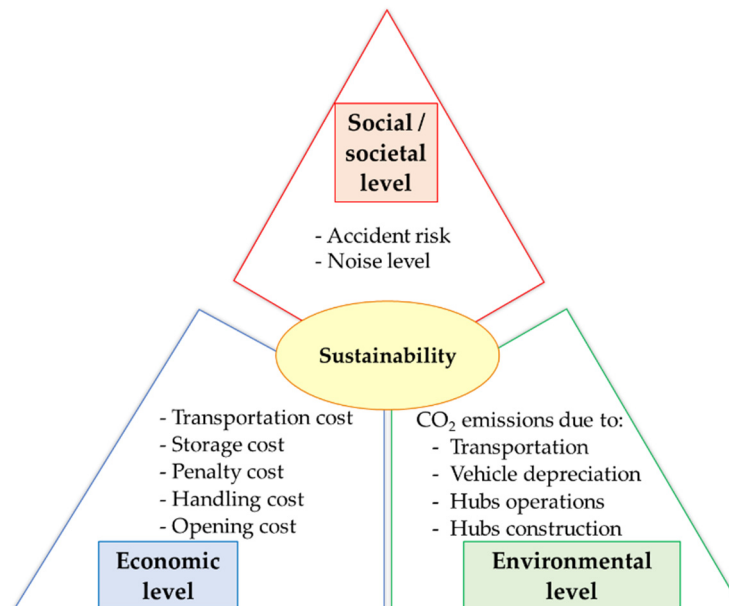 Social /
societal
level
- Accident risk
- Noise level
Sustainability
- Transportation cost
- Storage cost
- Penalty cost
- Handling cost
- Opening cost
Economic
level
CO₂ emissions due to:
- Transportation
- Vehicle depreciation
- Hubs operations
- Hubs construction
Environmental
level